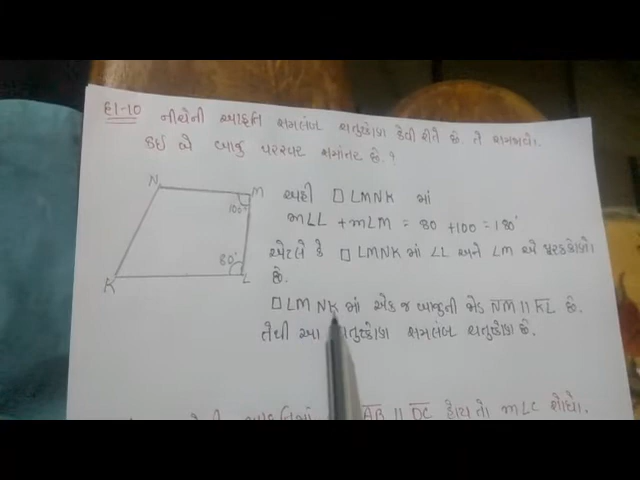 દા-10 નીચેની આકૃતિ સમલંબ ચતુષ્કોણ કેવી રીતે છે તે સમજાવો.
કઈ બે બાજુ પરસ્પર સમાંતર છે ?
N
M
100°
80°
K
L
અહીં □ LMNK માં
m∠L + m∠M = 80 + 100 = 180°
એટલે કે □ LMNK માં ∠L અને ∠M એ પૂરકકોણો
છે.
□ LMNK માં એક જ બાજુની જોડ NM || KL છે.
તેથી આ ચતુષ્કોણ સમલંબ ચતુષ્કોણ છે.
આકૃતિમાં AB || DC હોય તો m∠C શોધો.